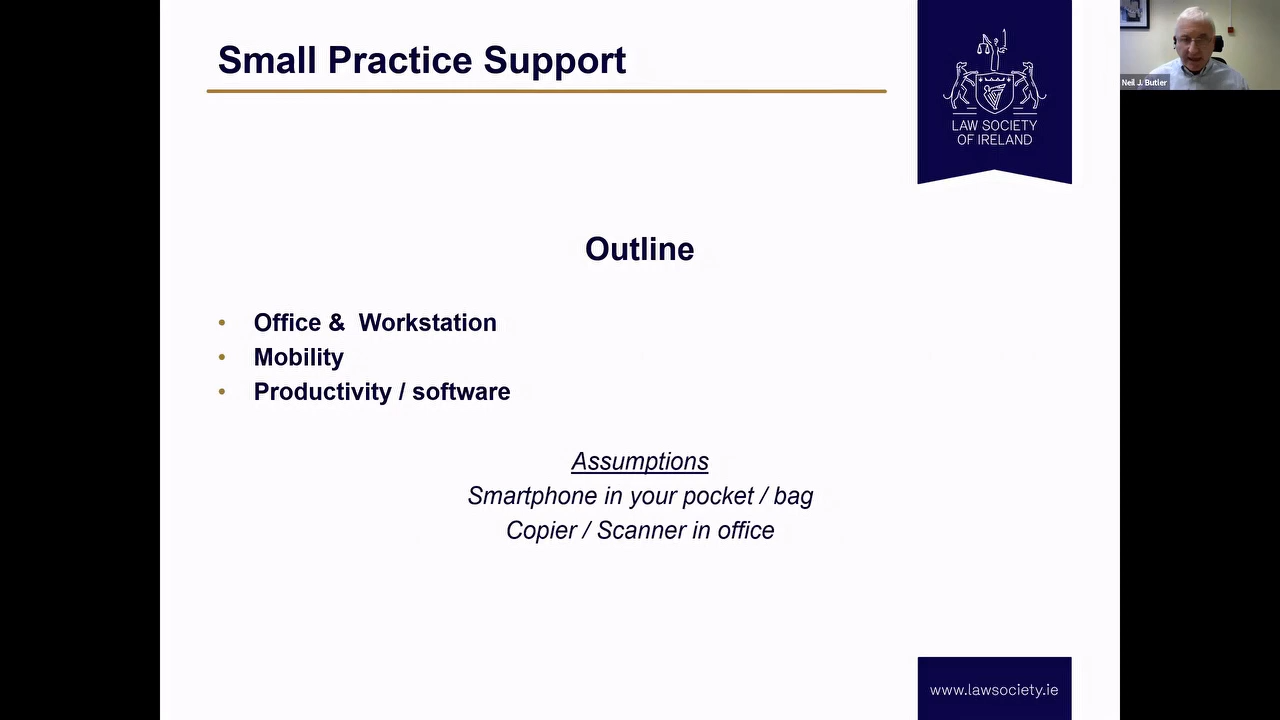 Small Practice Support
LAW SOCIETY
OF IRELAND
Neil J. Butler
Outline
• Office & Workstation
• Mobility
• Productivity / software
Assumptions
Smartphone in your pocket / bag
Copier / Scanner in office
www.lawsociety.ie